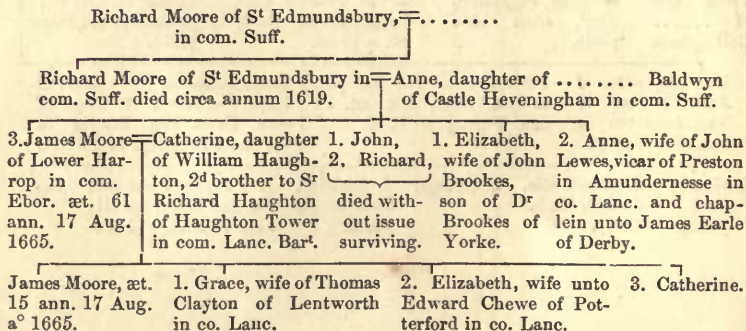 Richard Moore of St Edmundsbury,=........
in com. Suff.
Richard Moore of St Edmundsbury in=Anne, daughter of ........ Baldwyn
com. Suff. died circa annum 1619. of Castle Heveningham in com. Suff.
3. James Moore=
of Lower Har-
rop in com.
Ebor. æt. 61
ann. 17 Aug.
1665.
Catherine, daughter
of William Haugh-
ton, 2d brother to Sr
Richard Haughton
of Haughton Tower
in com. Lanc. Bart.
1. John,
2. Richard,
died with-
out issue
surviving.
1. Elizabeth,
wife of John
Brookes,
son of Dr
Brookes of
Yorke.
2. Anne, wife of John
Lewes, vicar of Preston
in Amundernesse in
co. Lanc. and chap-
lein unto James Earle
of Derby.
James Moore, æt.
15 ann. 17 Aug.
ao 1665.
1. Grace, wife of Thomas
Clayton of Lentworth
in co. Lanc.
2. Elizabeth, wife unto
Edward Chewe of Pot-
terford in co. Lanc.
3. Catherine.